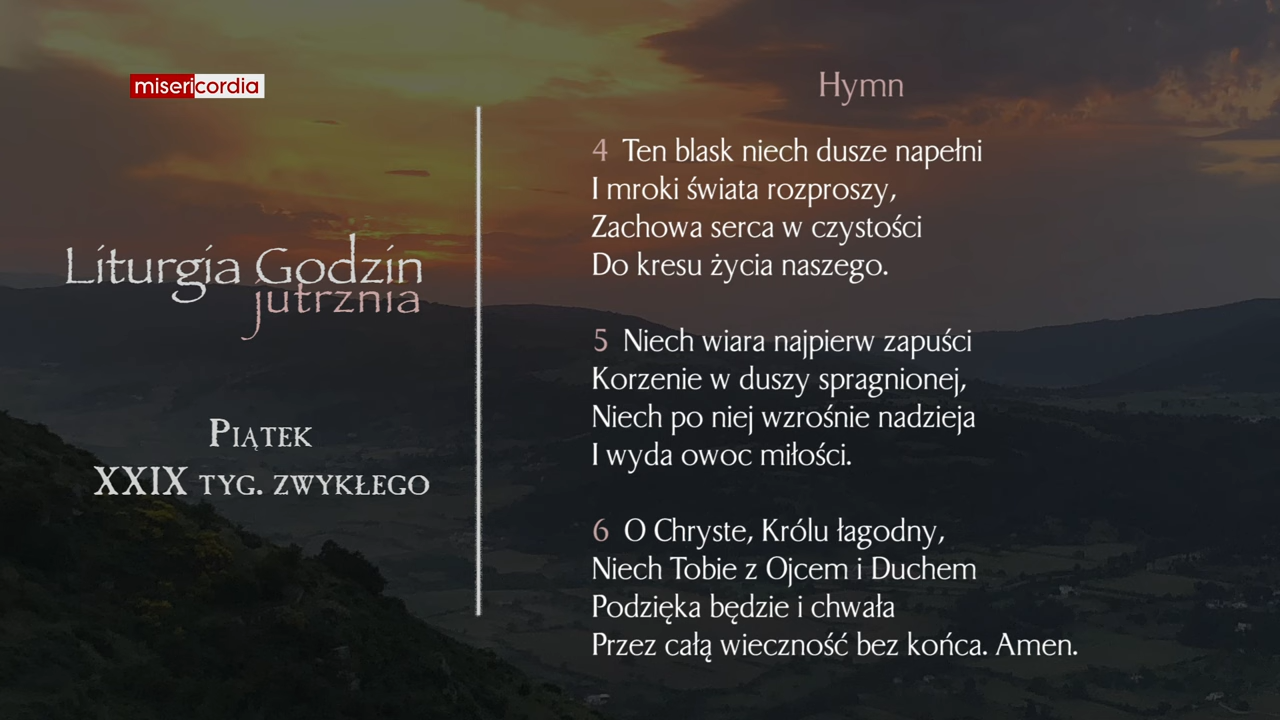 misericordia
Liturgia Godzin
jutrznia
Piątek
XXIX tyg. zwykłego
Hymn
4 Ten blask niech dusze napełni
I mroki świata rozproszy,
Zachowa serca w czystości
Do kresu życia naszego.
5 Niech wiara najpierw zapuści
Korzenie w duszy spragnionej,
Niech po niej wzrośnie nadzieja
I wyda owoc miłości.
6 O Chryste, Królu łagodny,
Niech Tobie z Ojcem i Duchem
Podzięka będzie i chwała
Przez całą wieczność bez końca. Amen.